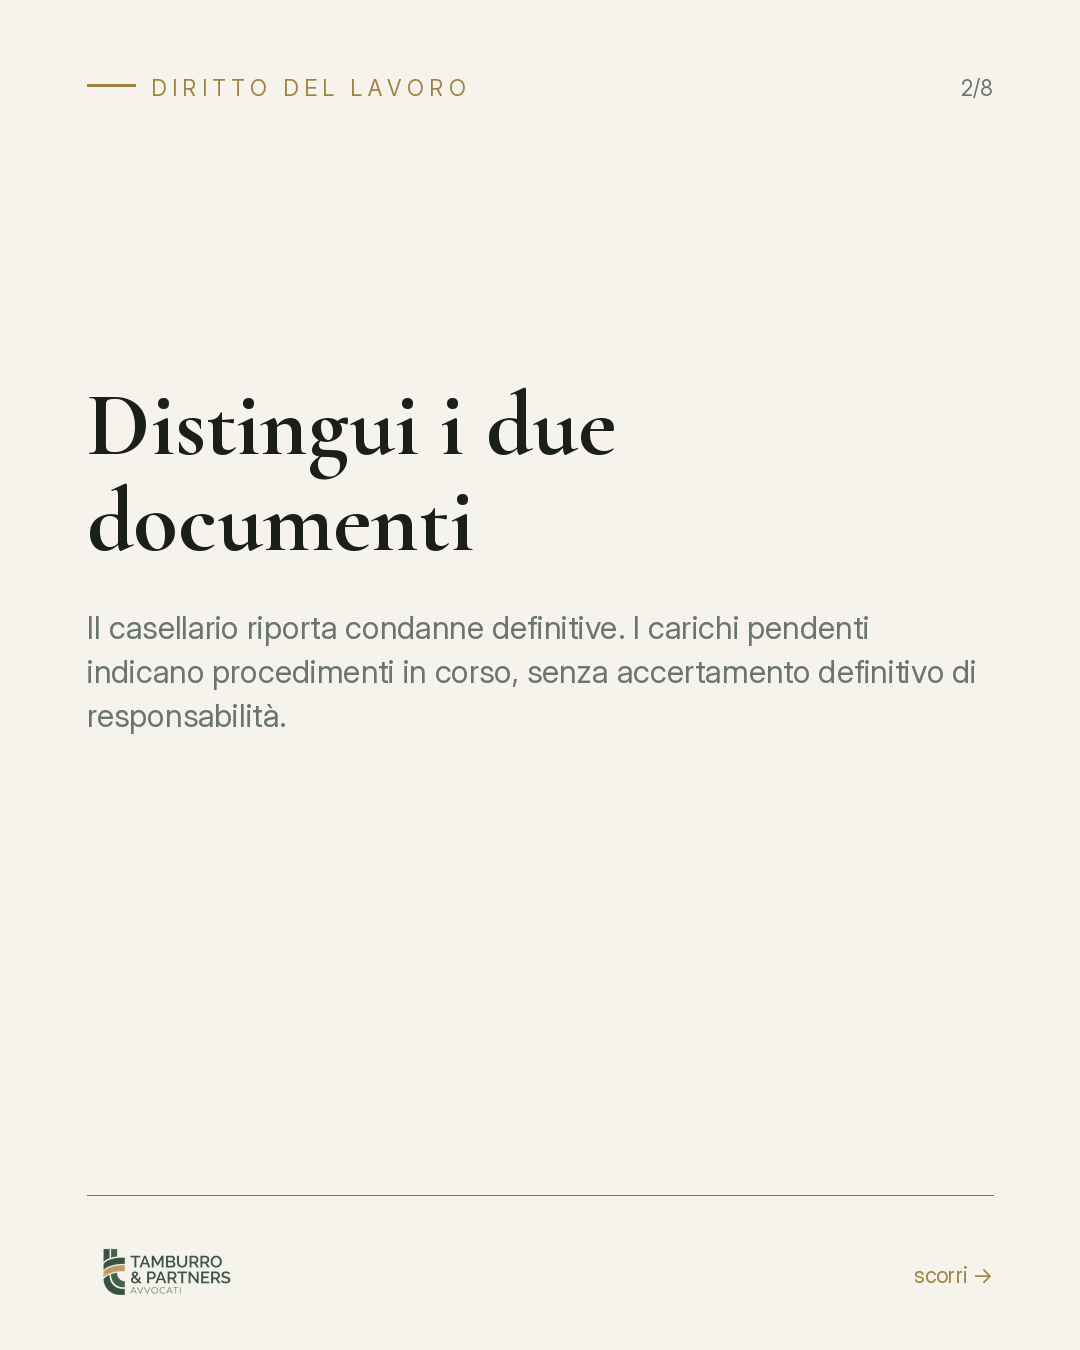 DIRITTO DEL LAVORO
2/8
Distingui i due
documenti
Il casellario riporta condanne definitive. I carichi pendenti
indicano procedimenti in corso, senza accertamento definitivo di
responsabilità.
TAMBURRO
& PARTNERS
AVVOCATI
scorri →